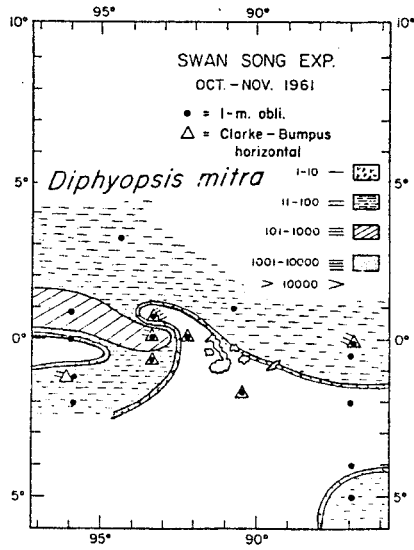 95° 90°
10° 10°
SWAN SONG EXP.
OCT. - NOV. 1961
• = 1-m. obli.
△ = Clarke - Bumpus
horizontal
1-10 —
11-100
101-1000
1001-10000
> 10000 >
5° 5°
Diphyopsis mitra
0° 0°
5° 5°
95° 90°